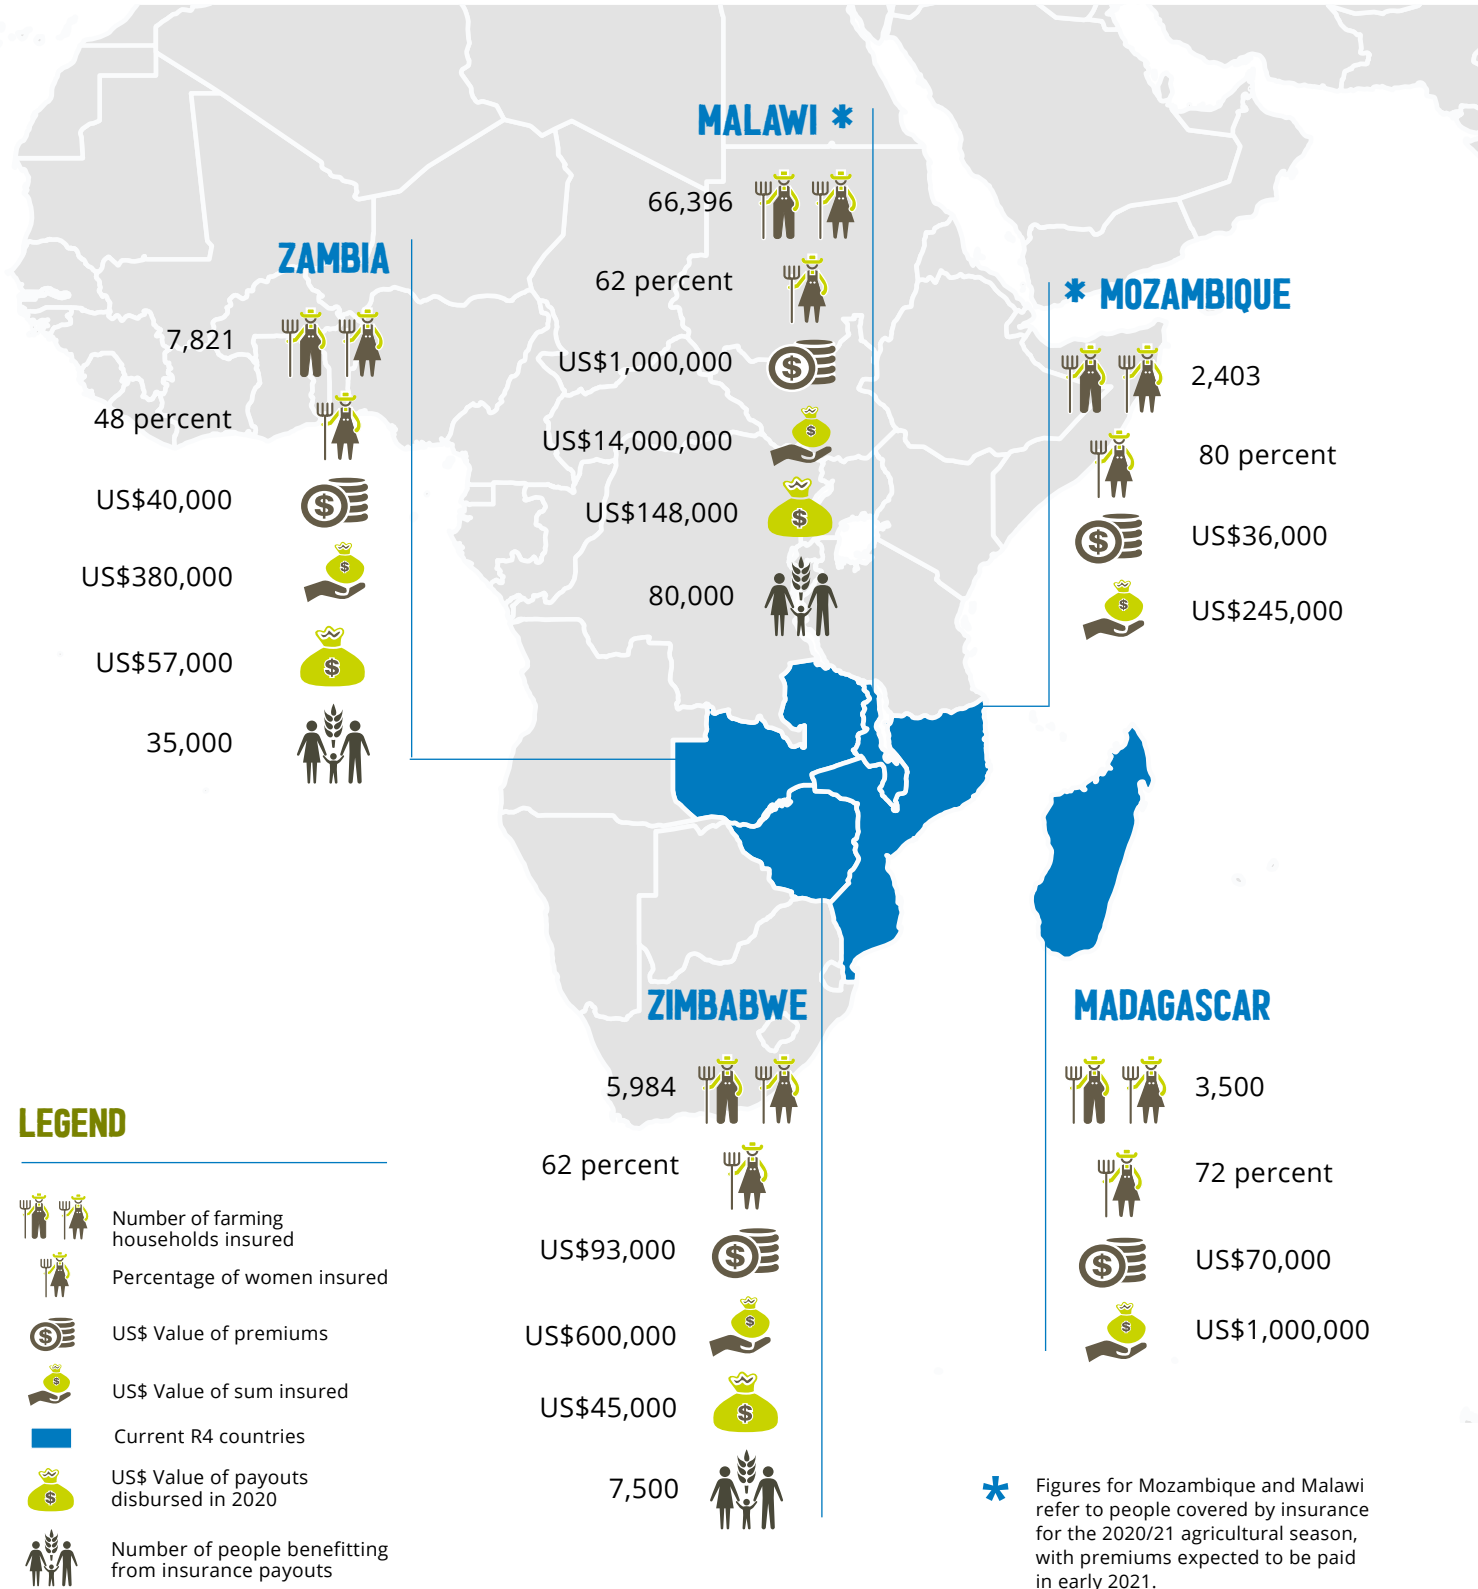 MALAWI *
66,396
62 percent
US$1,000,000
US$14,000,000
US$148,000
80,000
ZAMBIA
7,821
48 percent
US$40,000
US$380,000
US$57,000
35,000
* MOZAMBIQUE
2,403
80 percent
US$36,000
US$245,000
ZIMBABWE
5,984
62 percent
US$93,000
US$600,000
US$45,000
7,500
MADAGASCAR
3,500
72 percent
US$70,000
US$1,000,000
LEGEND
Number of farming
households insured
Percentage of women insured
US$ Value of premiums
US$ Value of sum insured
Current R4 countries
US$ Value of payouts
disbursed in 2020
Number of people benefitting
from insurance payouts
* Figures for Mozambique and Malawi
refer to people covered by insurance
for the 2020/21 agricultural season,
with premiums expected to be paid
in early 2021.